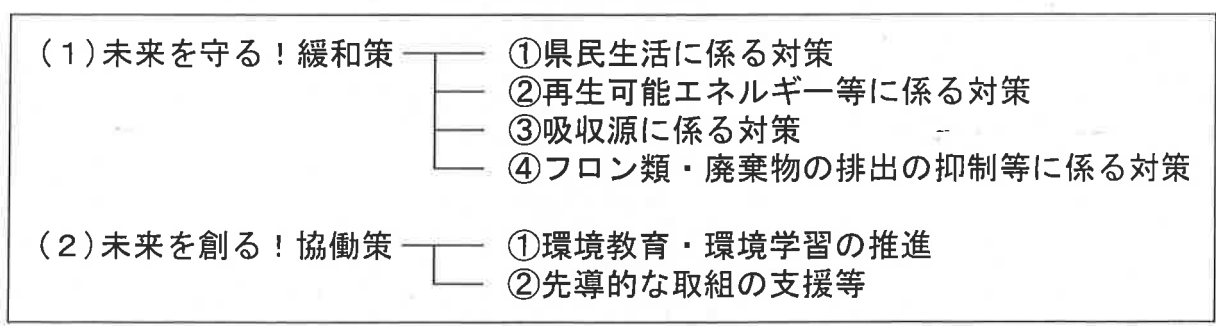 (1)未来を守る!緩和策 ①県民生活に係る対策
②再生可能エネルギー等に係る対策
③吸収源に係る対策
④フロン類・廃棄物の排出の抑制等に係る対策
(2)未来を創る!協働策 ①環境教育・環境学習の推進
②先導的な取組の支援等